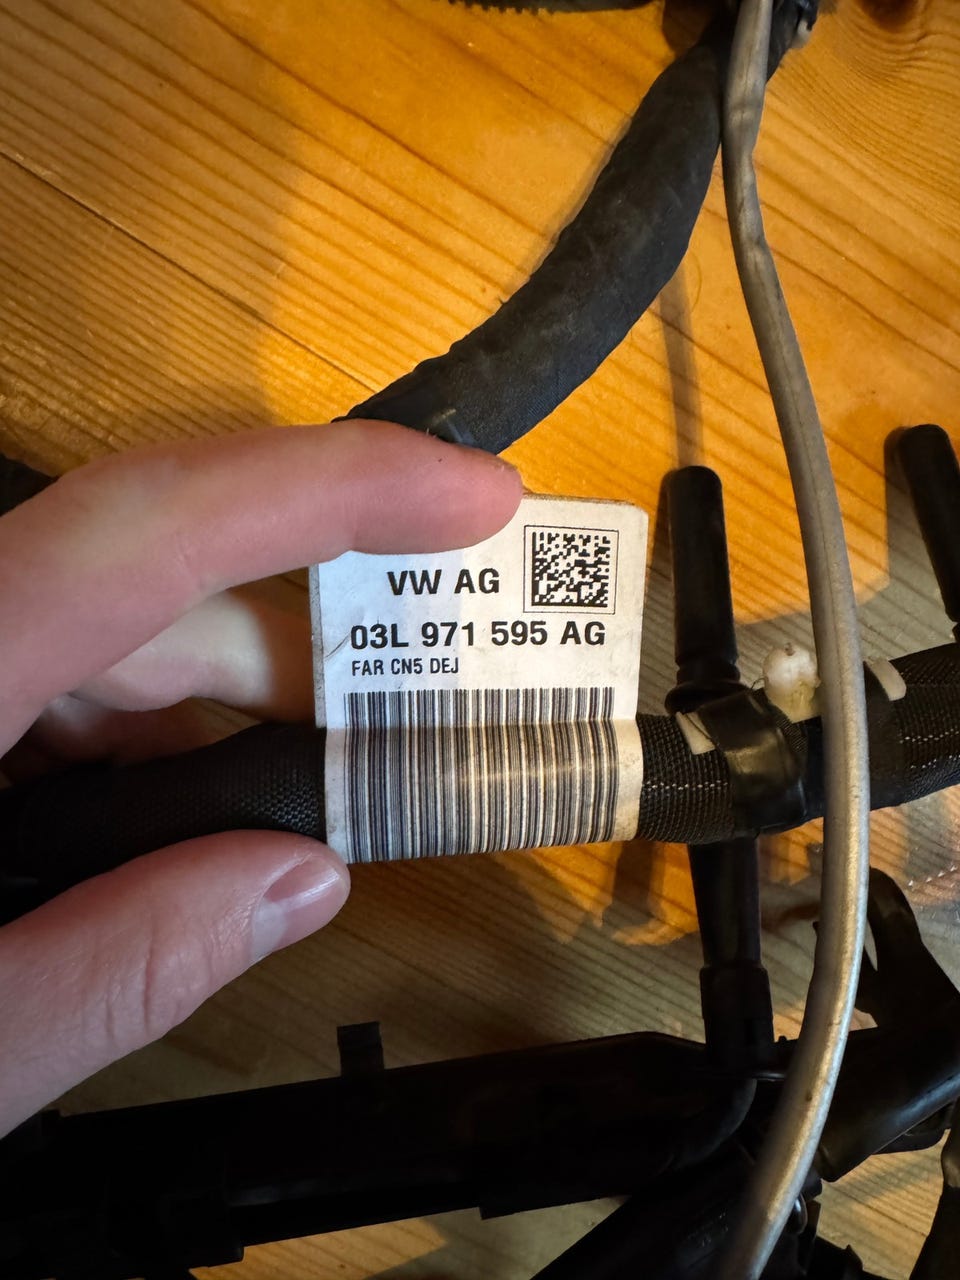 VW AG
03L 971 595 AG
FAR CN5 DEJ